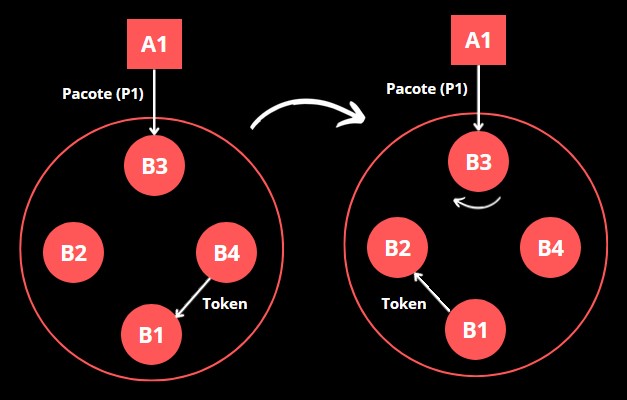 A1
Pacote (P1)
B3
B2
B4
Token
B1
A1
Pacote (P1)
B3
B2
B4
Token
B1